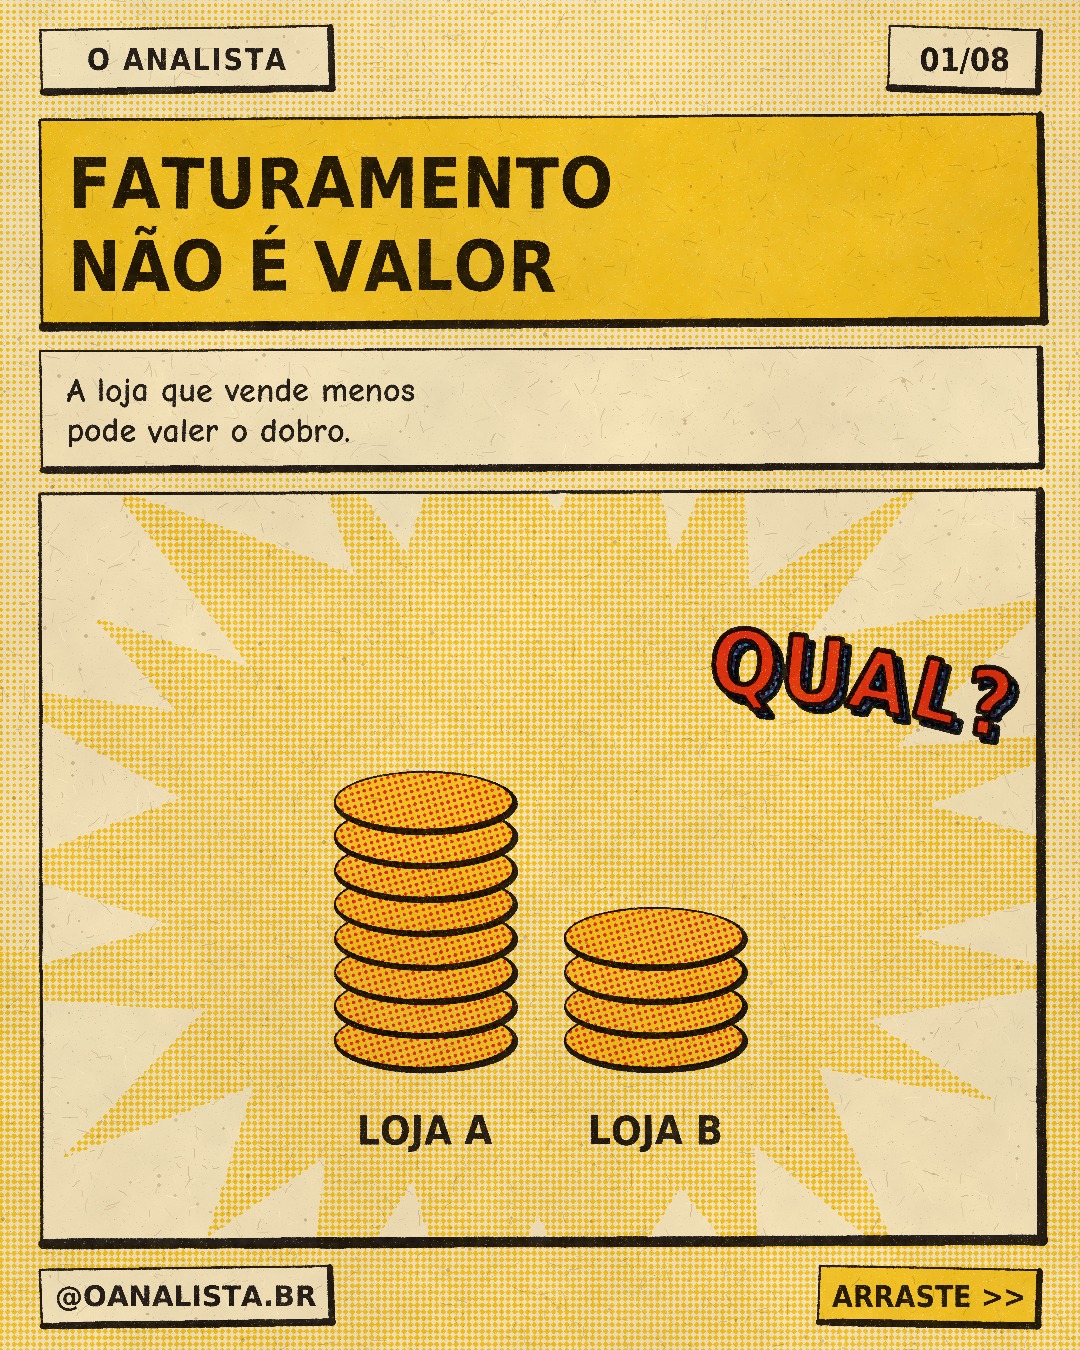 O ANALISTA
01/08
FATURAMENTO
NÃO É VALOR
A loja que vende menos
pode valer o dobro.
QUAL?
LOJA A
LOJA B
@OANALISTA.BR
ARRASTE >>